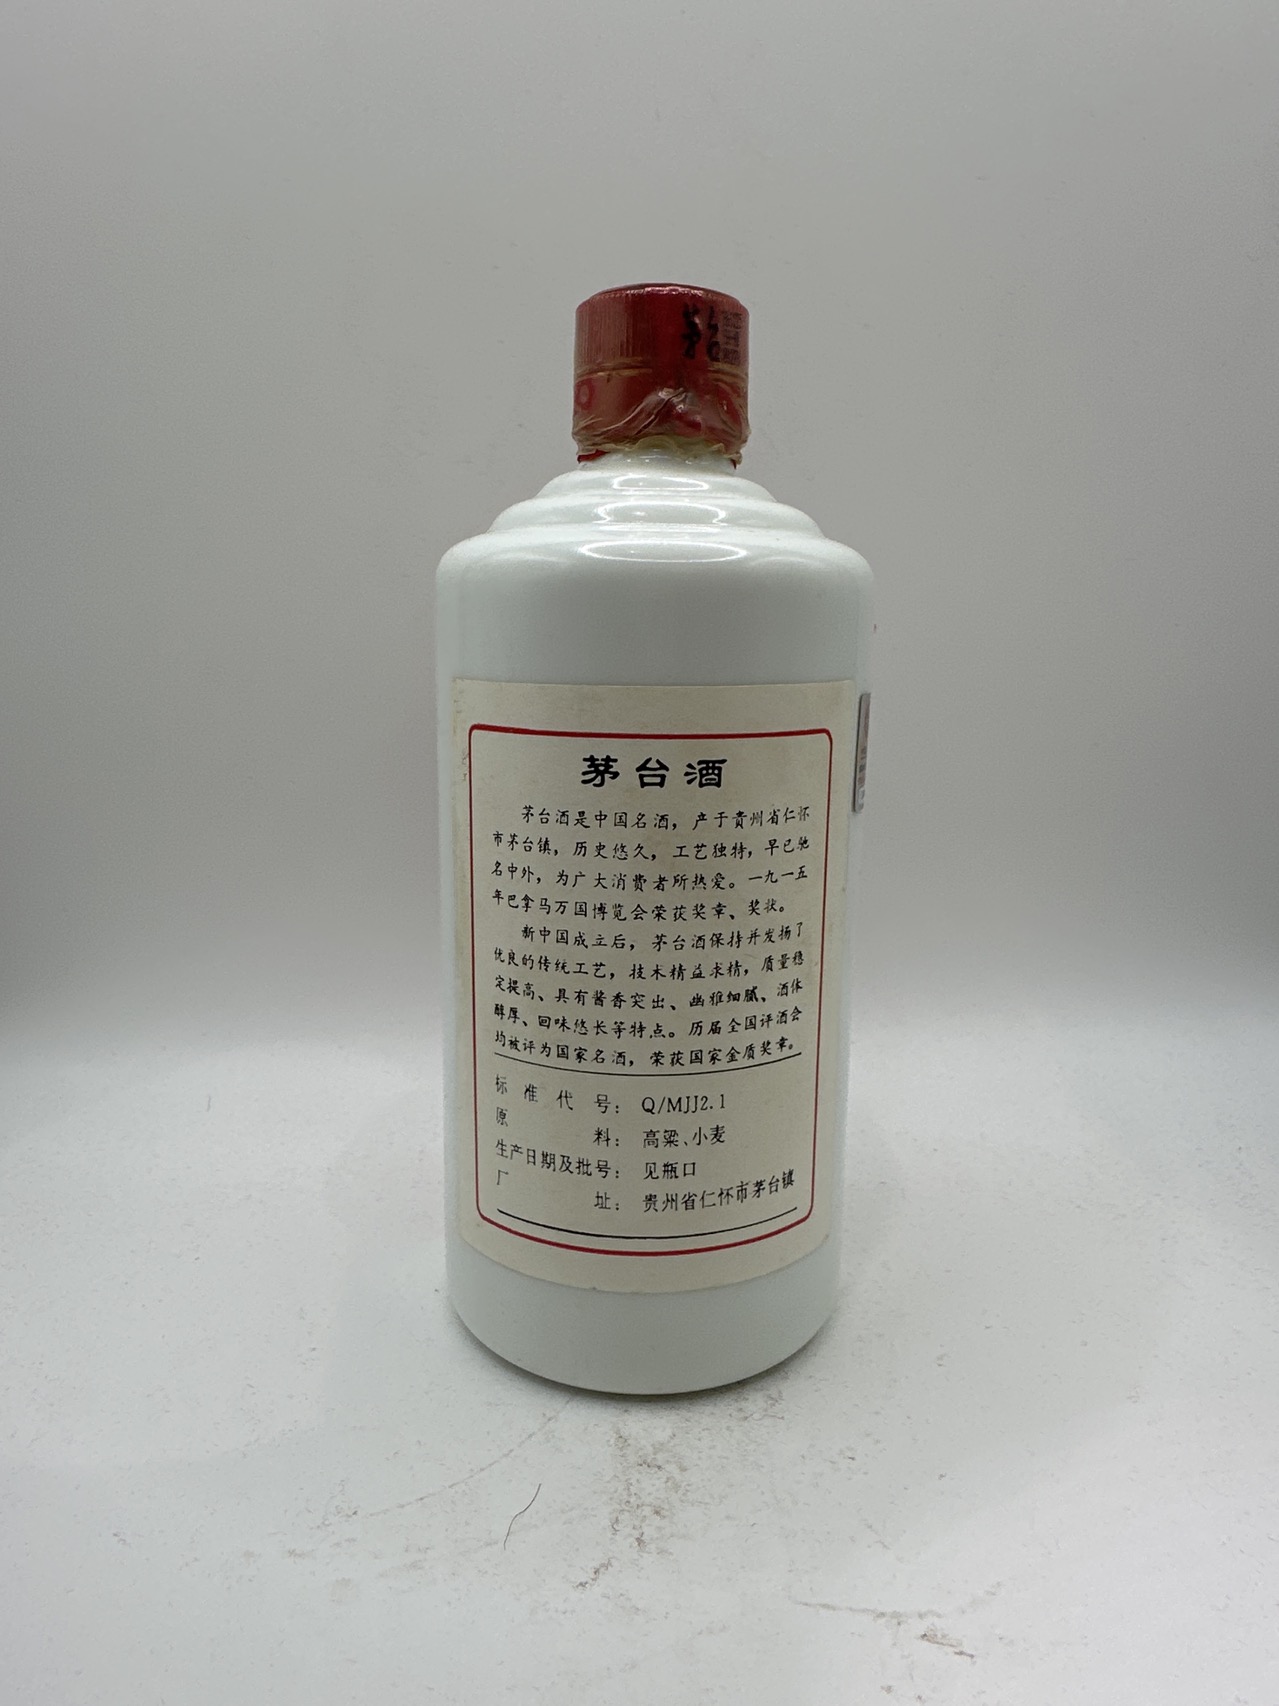 茅台
茅台酒
茅台酒是中国名酒，产于贵州省仁怀
市茅台镇，历史悠久，工艺独特，早已驰
名中外，为广大消费者所热爱。一九一五
年巴拿马万国博览会荣获奖章、奖状。
新中国成立后，茅台酒保持并发扬了
优良的传统工艺，技术精益求精，质量稳
定提高、具有酱香突出、幽雅细腻、酒体
醇厚、回味悠长等特点。历届全国评酒会
均被评为国家名酒，荣获国家金质奖章。
标准代号：Q/MJJ2.1
原料：高粱、小麦
生产日期及批号：见瓶口
厂址：贵州省仁怀市茅台镇